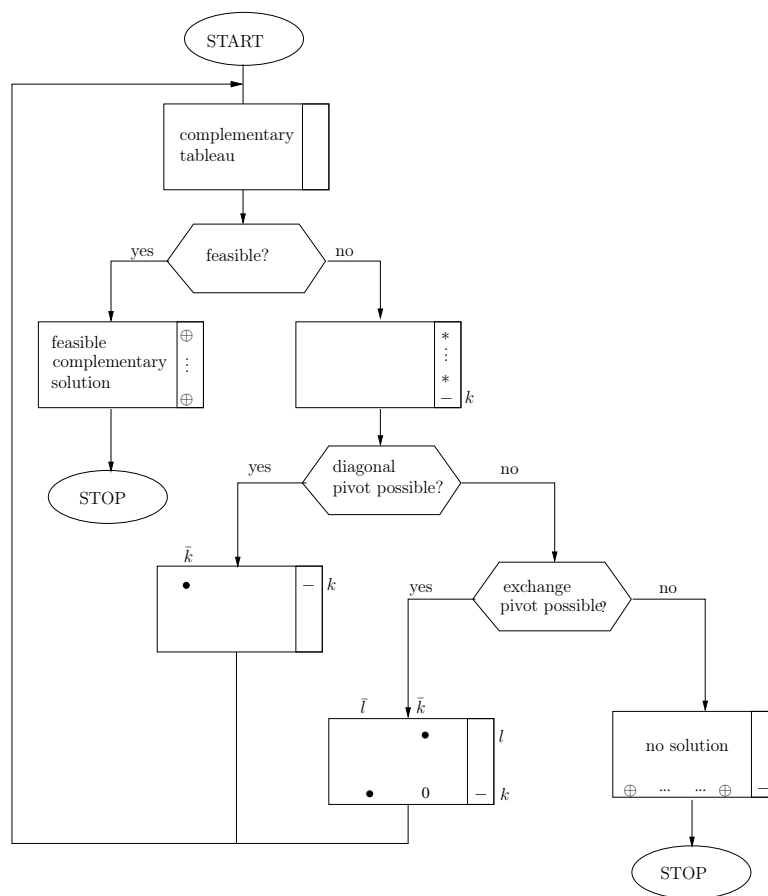 START
complementary
tableau
feasible?
yes
no
feasible
complementary
solution
⊕
⋮
⊕
*
⋮
*
− k
STOP
diagonal
pivot possible?
yes
no
k̄
• − k
exchange
pivot possible?
yes
no
l̄ k̄
• l
• 0 − k
no solution
⊕ ... ... ⊕ −
STOP